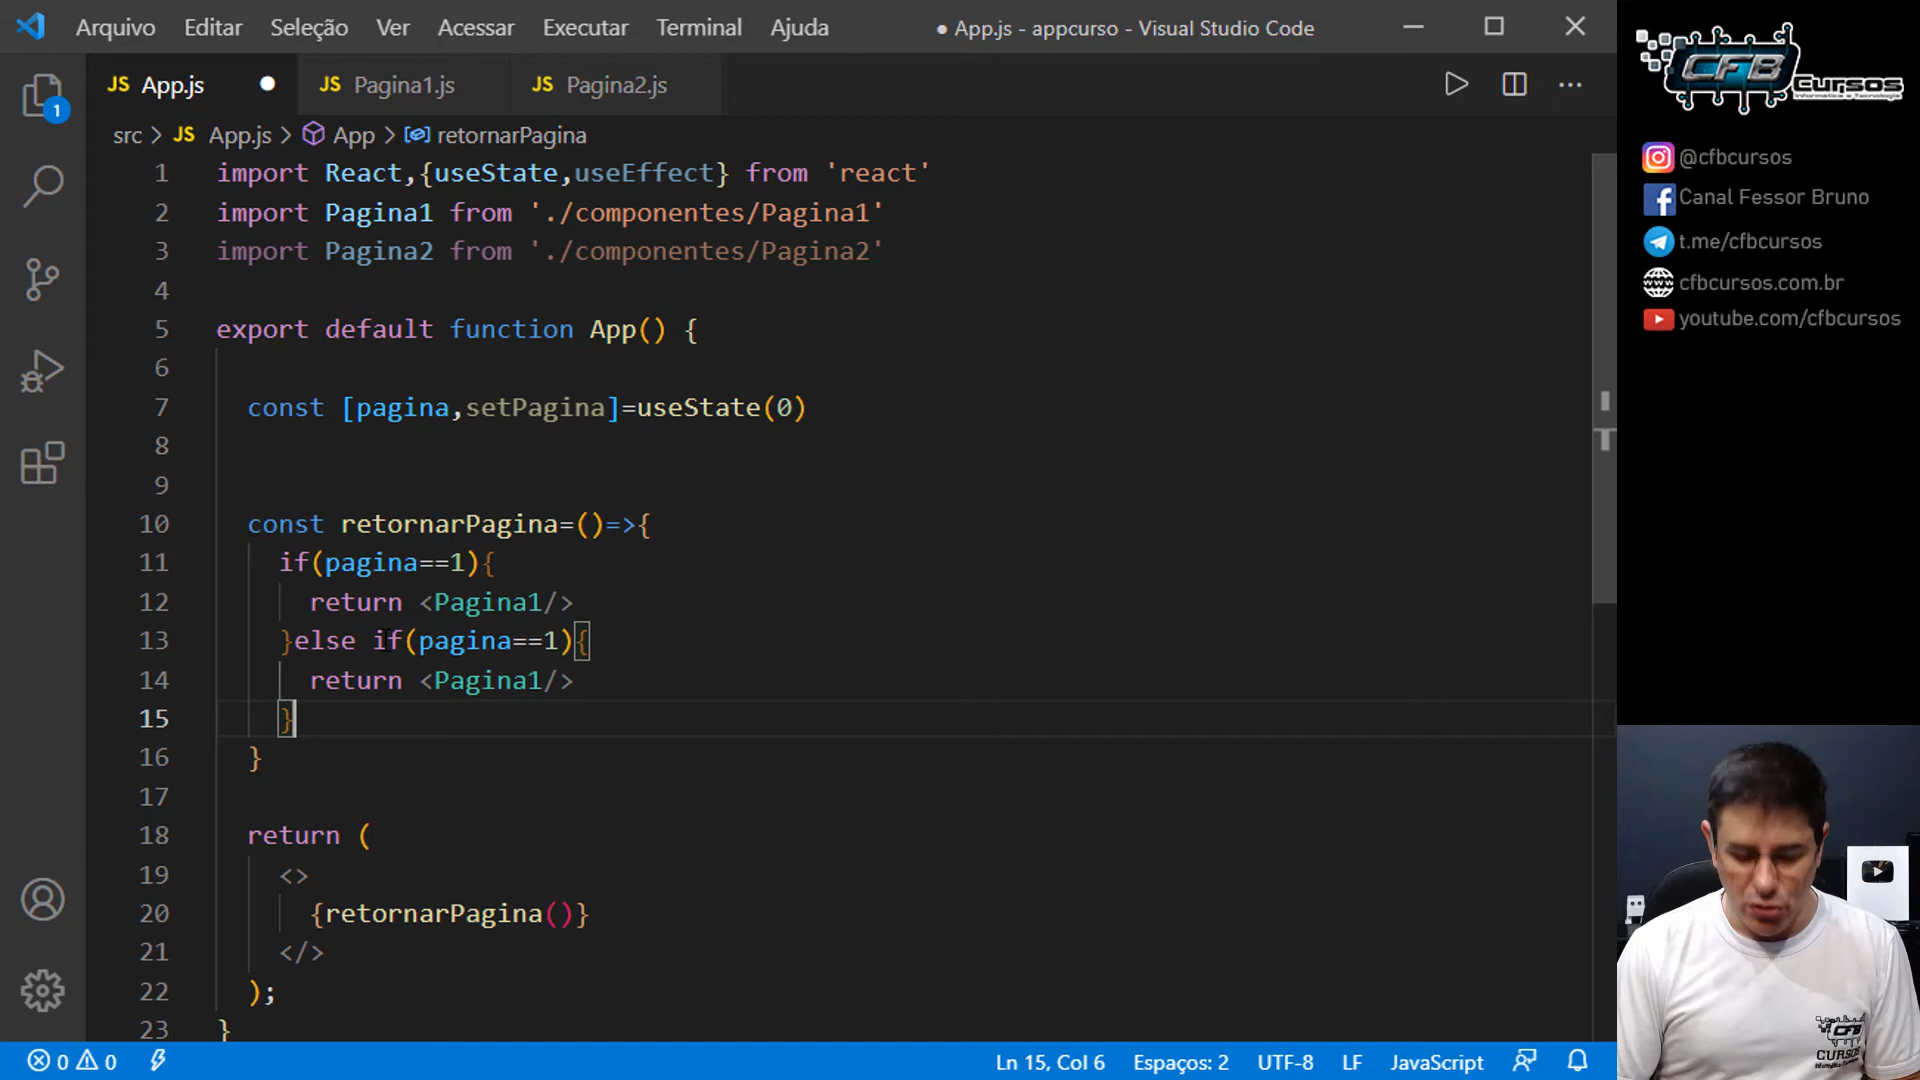 Arquivo Editar Seleção Ver Acessar Executar Terminal Ajuda
● App.js - appcurso - Visual Studio Code
JS App.js ● JS Pagina1.js JS Pagina2.js
src > JS App.js > App > retornarPagina
1 import React,{useState,useEffect} from 'react'
2 import Pagina1 from './componentes/Pagina1'
3 import Pagina2 from './componentes/Pagina2'
4
5 export default function App() {
6
7 const [pagina,setPagina]=useState(0)
8
9
10 const retornarPagina=()=>{
11 if(pagina==1){
12 return <Pagina1/>
13 }else if(pagina==1){
14 return <Pagina1/>
15 }
16 }
17
18 return (
19 <>
20 {retornarPagina()}
21 </>
22 );
23 }
1
0 0 Ln 15, Col 6 Espaços: 2 UTF-8 LF JavaScript
CFB Cursos
@cfbcursos
Canal Fessor Bruno
t.me/cfbcursos
cfbcursos.com.br
youtube.com/cfbcursos
CFB
CURSOS